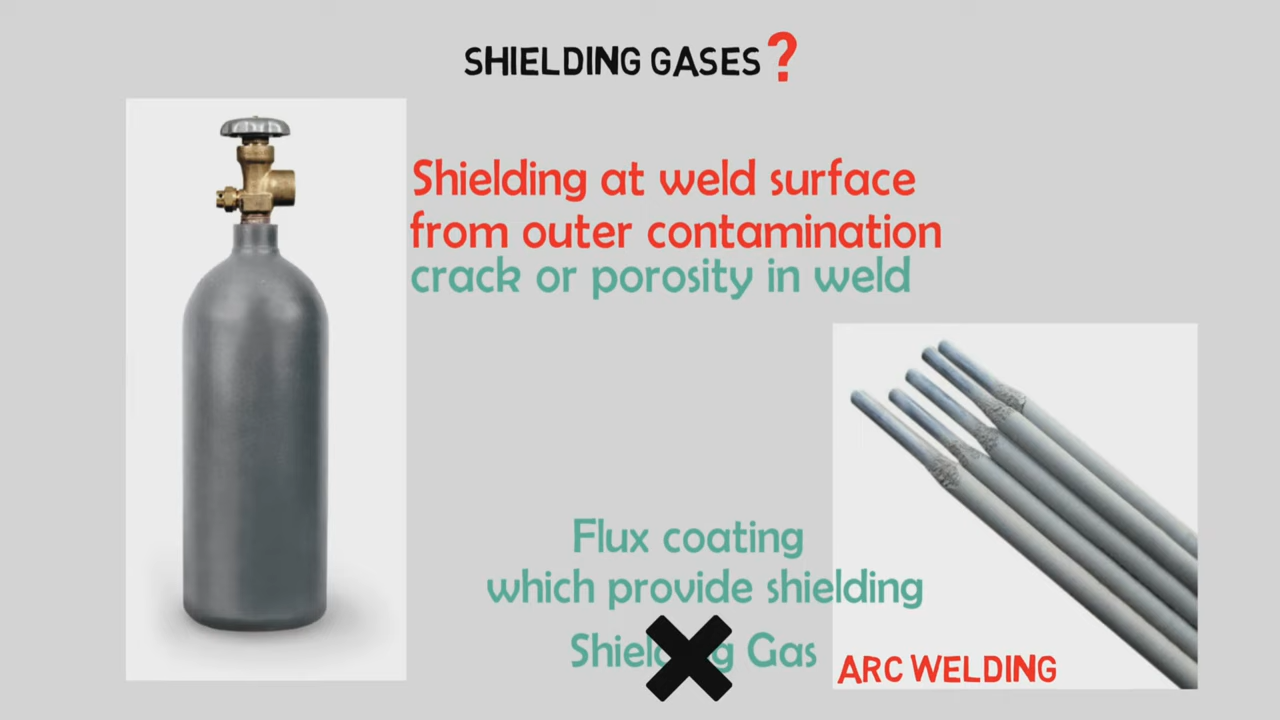 SHIELDING GASES?
Shielding at weld surface
from outer contamination
crack or porosity in weld
Flux coating
which provide shielding
Shielding Gas
ARC WELDING